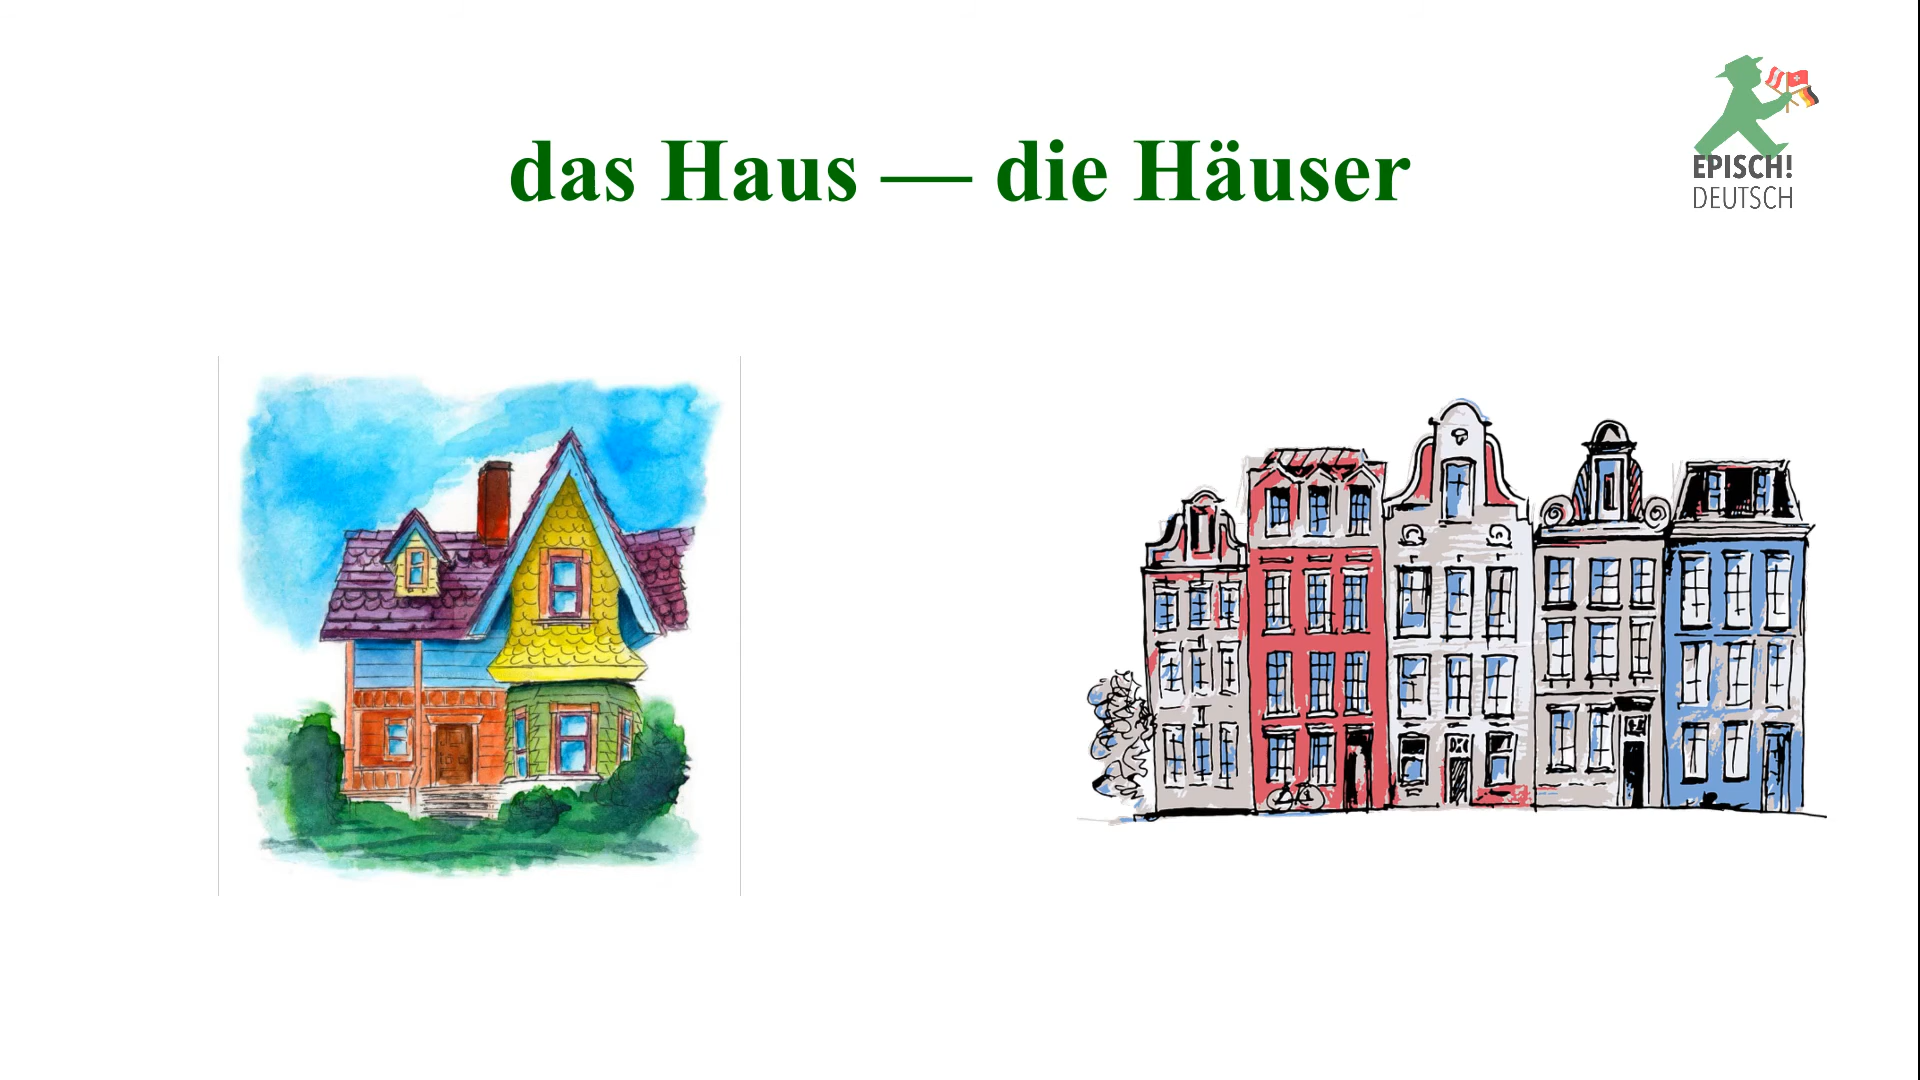 das Haus — die Häuser
EPISCH!
DEUTSCH